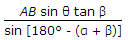 AB sin θ tan β
sin [180° - (α + β)]